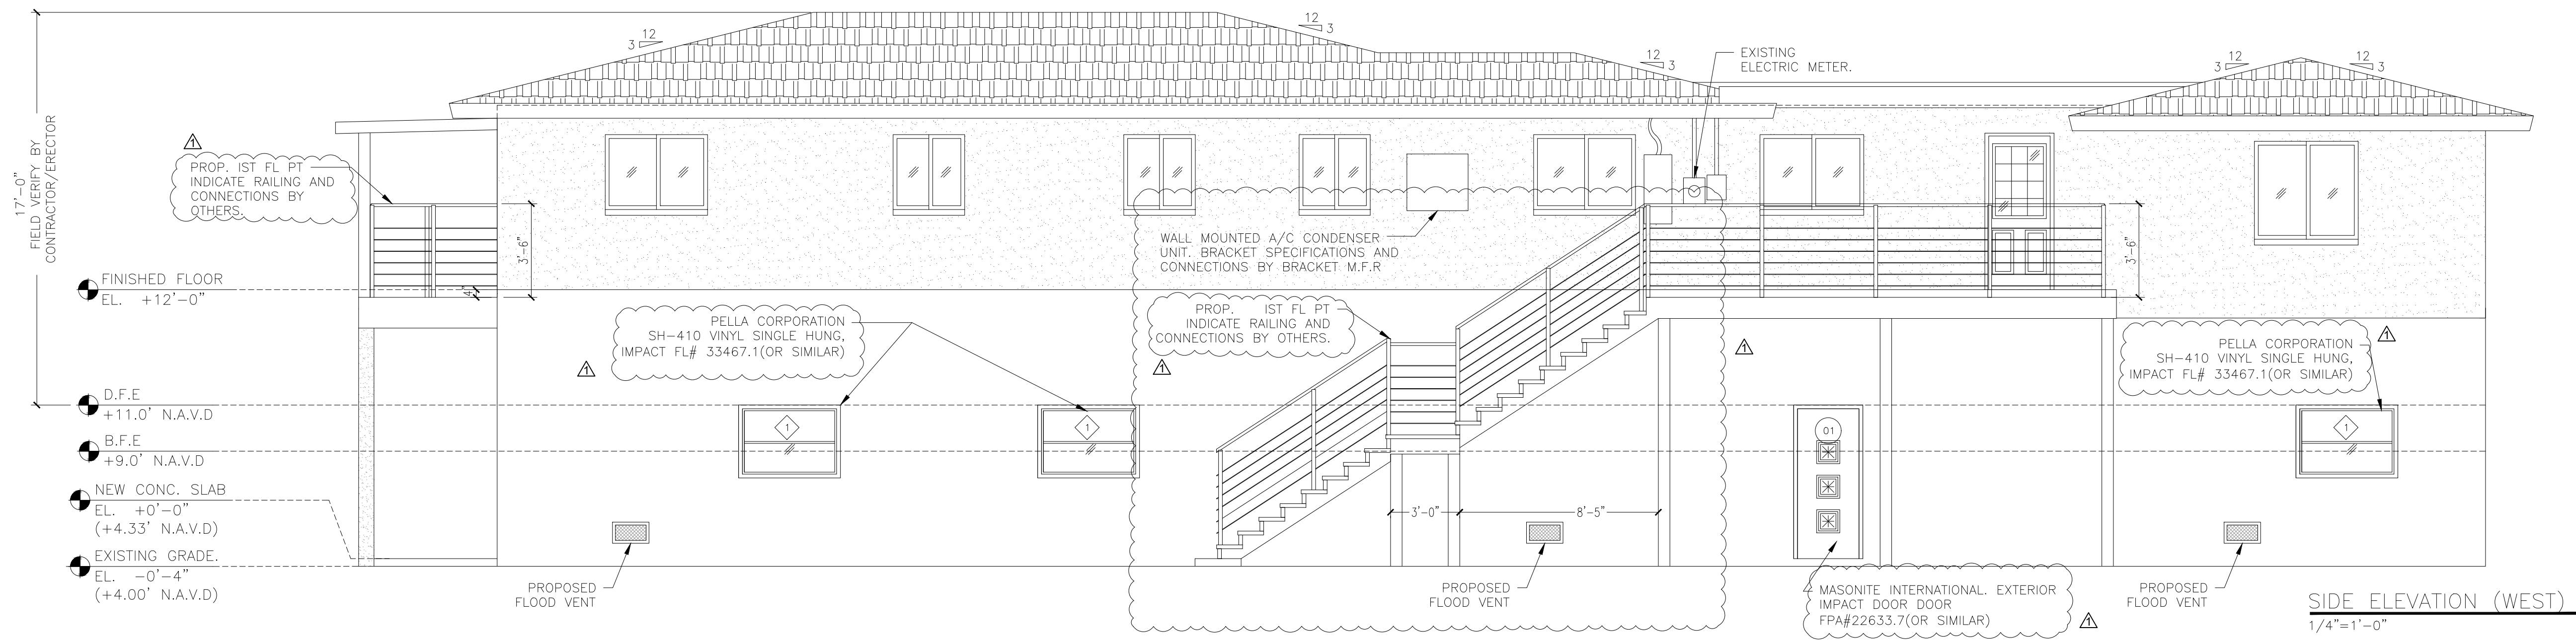 12
3
12
3
12
3
12
3
12
3
EXISTING
ELECTRIC METER.
17'-0"
FIELD VERIFY BY
CONTRACTOR/ERECTOR
1
PROP. IST FL PT
INDICATE RAILING AND
CONNECTIONS BY
OTHERS.
3'-6"
4"
WALL MOUNTED A/C CONDENSER
UNIT. BRACKET SPECIFICATIONS AND
CONNECTIONS BY BRACKET M.F.R
3'-6"
FINISHED FLOOR
EL. +12'-0"
PELLA CORPORATION
SH-410 VINYL SINGLE HUNG,
IMPACT FL# 33467.1(OR SIMILAR)
1
PROP. IST FL PT
INDICATE RAILING AND
CONNECTIONS BY OTHERS.
1
1
PELLA CORPORATION
SH-410 VINYL SINGLE HUNG,
IMPACT FL# 33467.1(OR SIMILAR)
1
D.F.E
+11.0' N.A.V.D
1
1
01
1
B.F.E
+9.0' N.A.V.D
NEW CONC. SLAB
EL. +0'-0"
(+4.33' N.A.V.D)
3'-0"
8'-5"
EXISTING GRADE.
EL. -0'-4"
(+4.00' N.A.V.D)
PROPOSED
FLOOD VENT
PROPOSED
FLOOD VENT
MASONITE INTERNATIONAL. EXTERIOR
IMPACT DOOR DOOR
FPA#22633.7(OR SIMILAR)
1
PROPOSED
FLOOD VENT
SIDE ELEVATION (WEST)
1/4"=1'-0"